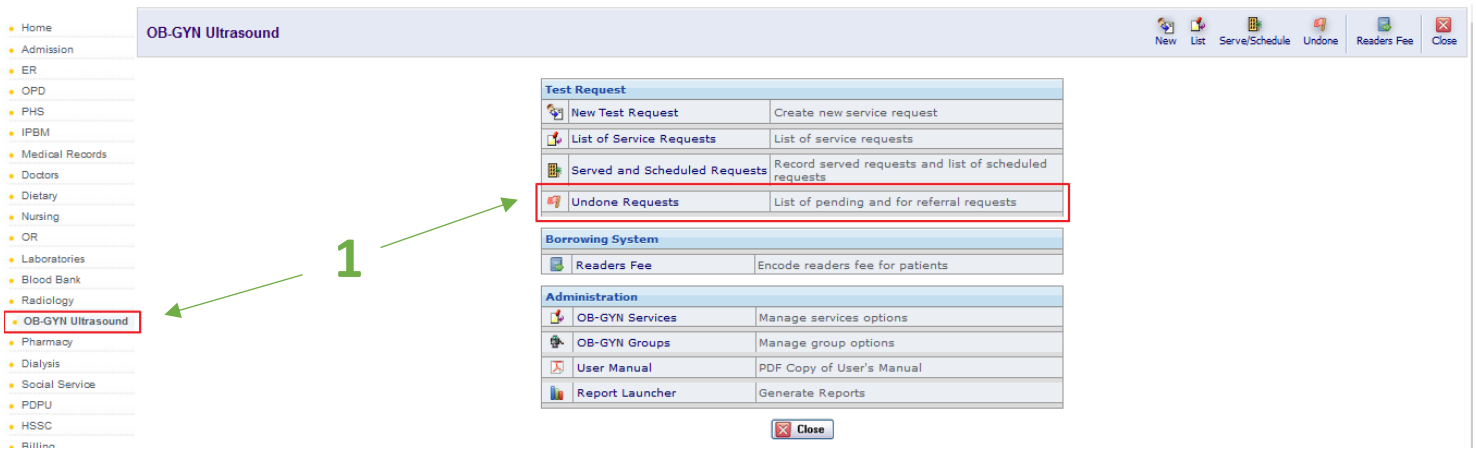 Home
Admission
ER
OPD
PHS
IPBM
Medical Records
Doctors
Dietary
Nursing
OR
Laboratories
Blood Bank
Radiology
OB-GYN Ultrasound
Pharmacy
Dialysis
Social Service
PDPU
HSSC
Billing
OB-GYN Ultrasound
New List Serve/Schedule Undone Readers Fee Close
1
Test Request
New Test Request Create new service request
List of Service Requests List of service requests
Served and Scheduled Requests Record served requests and list of scheduled
requests
Undone Requests List of pending and for referral requests
Borrowing System
Readers Fee Encode readers fee for patients
Administration
OB-GYN Services Manage services options
OB-GYN Groups Manage group options
User Manual PDF Copy of User's Manual
Report Launcher Generate Reports
Close